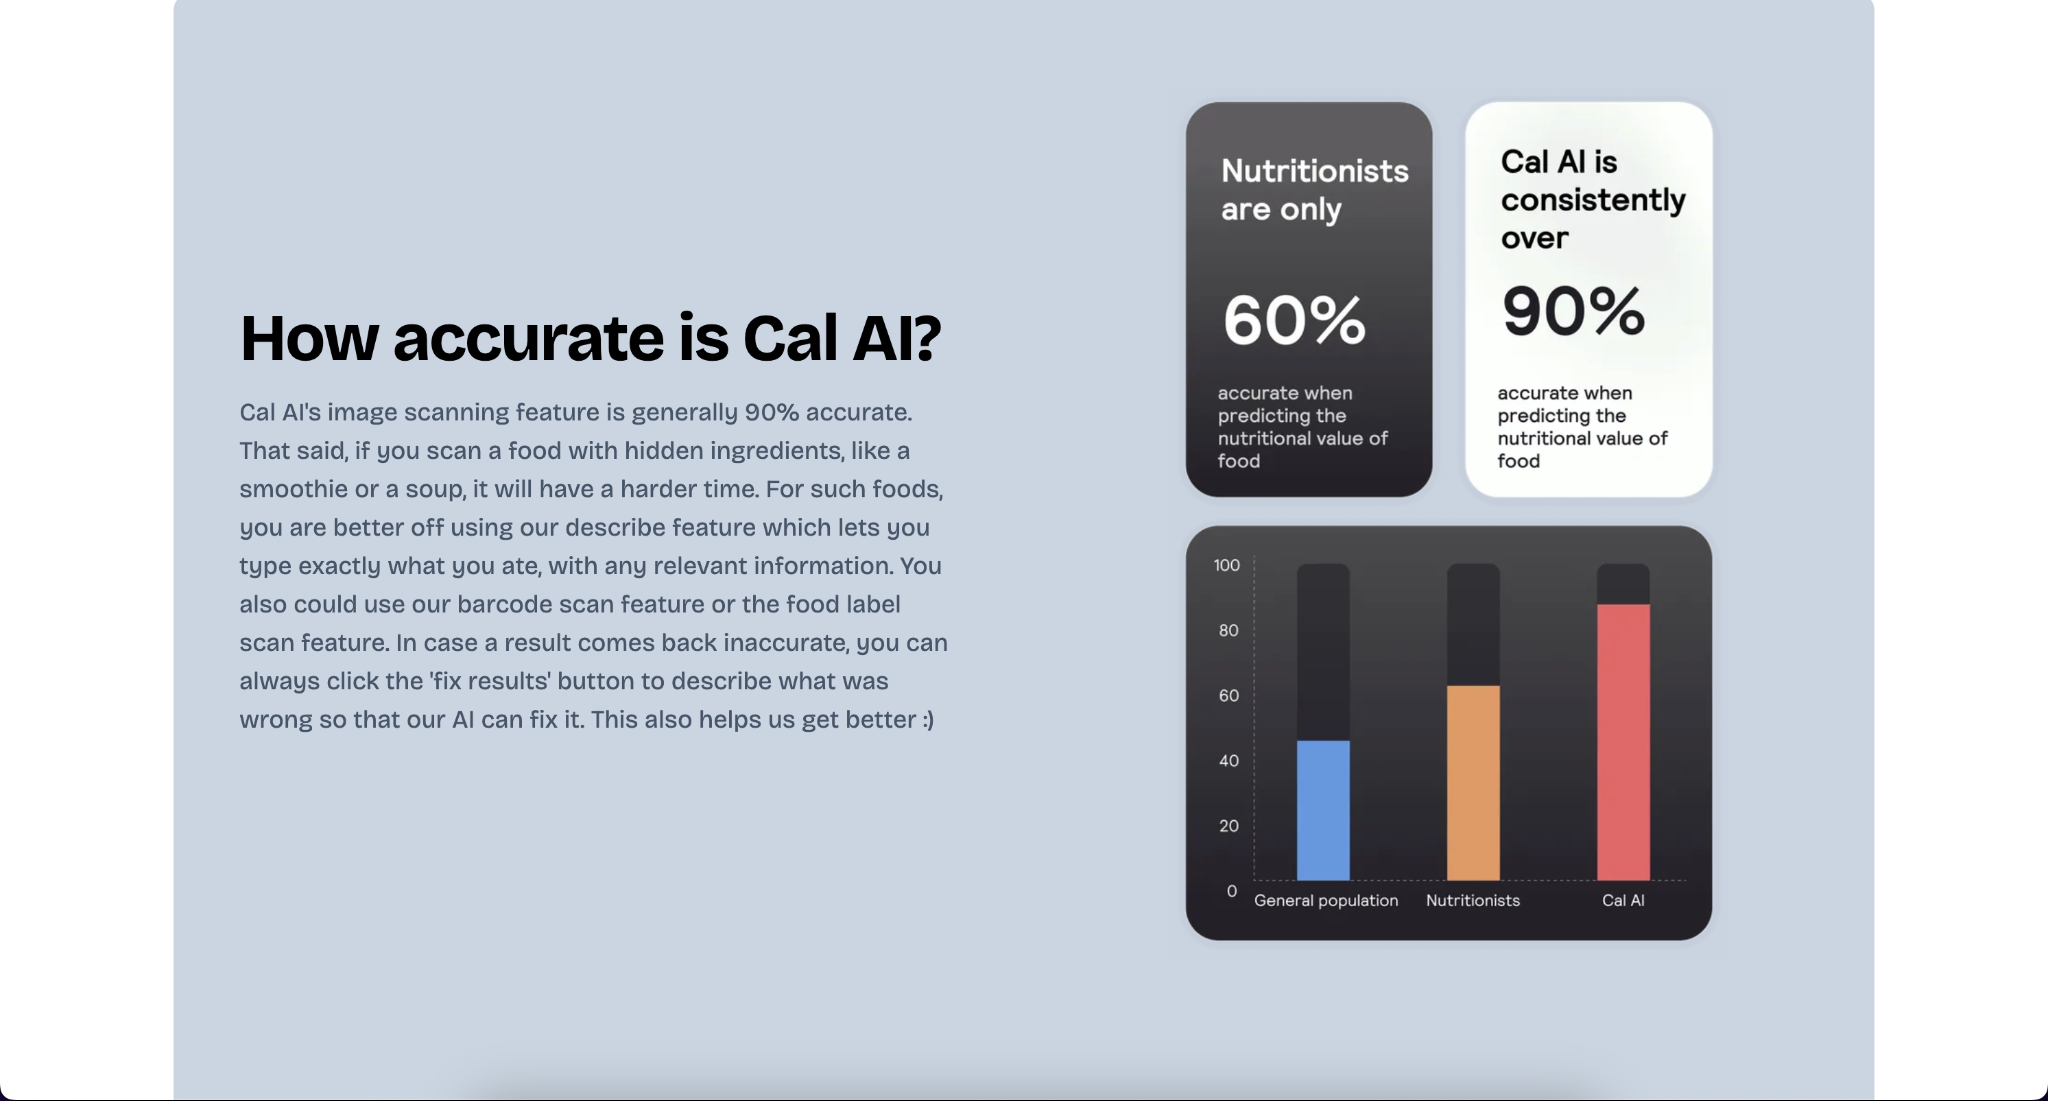 How accurate is Cal AI?
Cal AI's image scanning feature is generally 90% accurate.
That said, if you scan a food with hidden ingredients, like a
smoothie or a soup, it will have a harder time. For such foods,
you are better off using our describe feature which lets you
type exactly what you ate, with any relevant information. You
also could use our barcode scan feature or the food label
scan feature. In case a result comes back inaccurate, you can
always click the 'fix results' button to describe what was
wrong so that our AI can fix it. This also helps us get better :)
Nutritionists
are only
60%
accurate when
predicting the
nutritional value of
food
Cal AI is
consistently
over
90%
accurate when
predicting the
nutritional value of
food
100
80
60
40
20
0
General population Nutritionists Cal AI